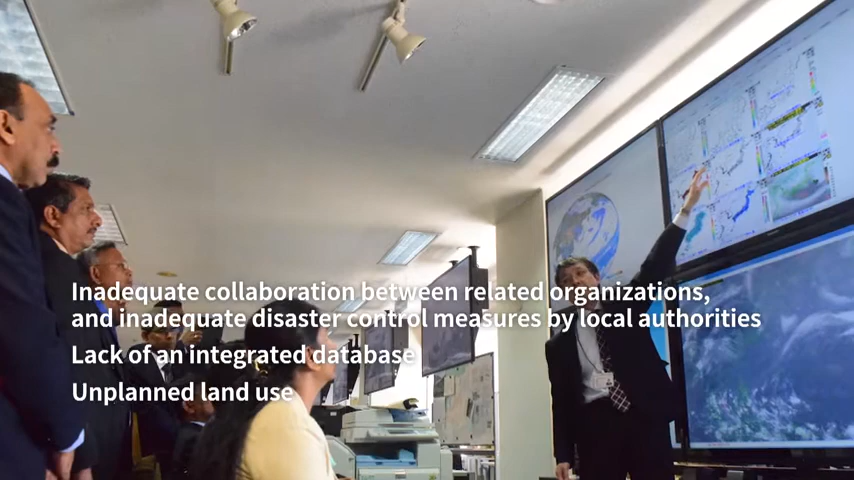 Inadequate collaboration between related organizations,
and inadequate disaster control measures by local authorities
Lack of an integrated database
Unplanned land use